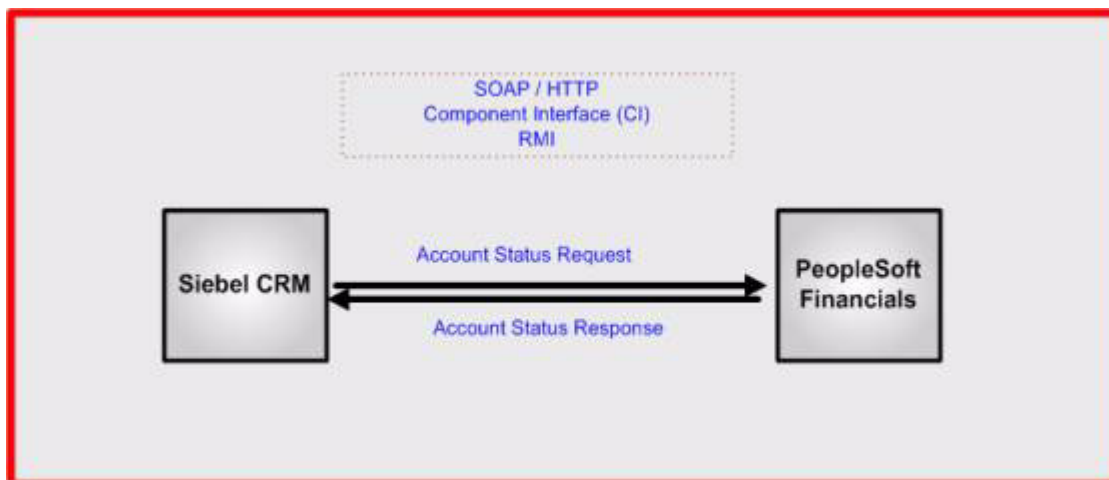 SOAP / HTTP
Component Interface (CI)
RMI
Siebel CRM
Account Status Request
Account Status Response
PeopleSoft
Financials